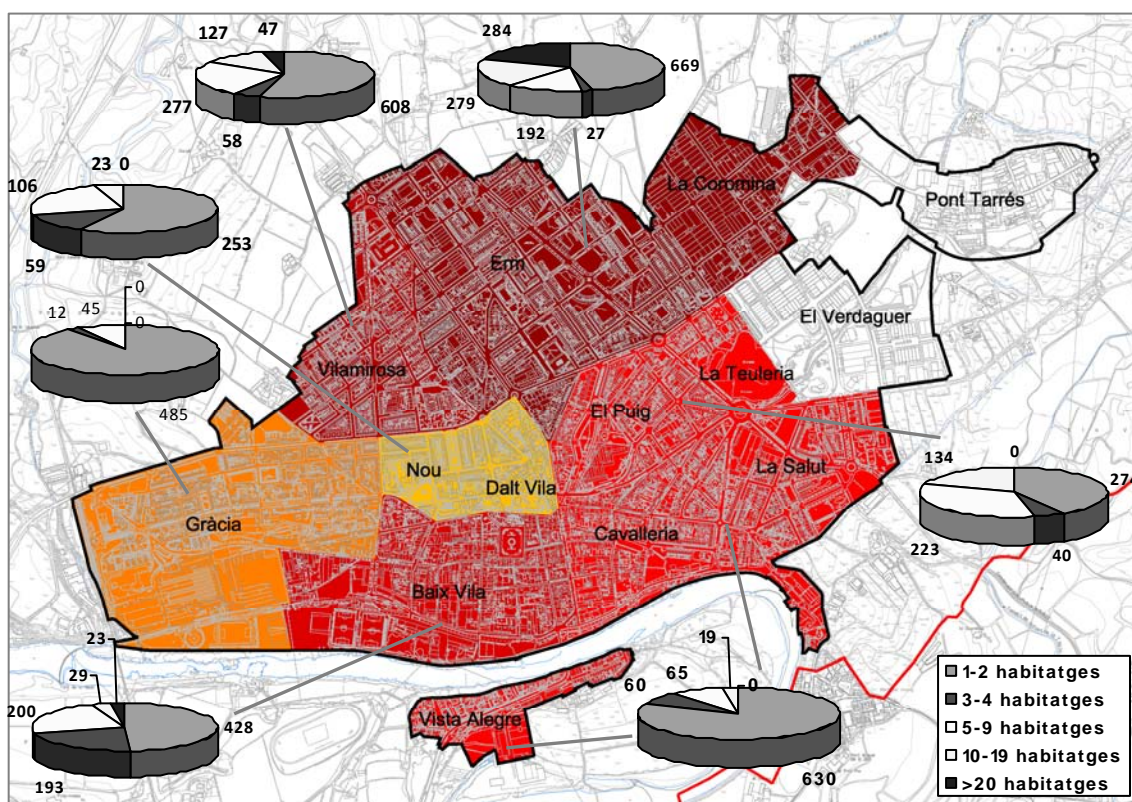 127 47
284
669
277
58
608
279
192 27
23 0
106
253
59
0
12 45
0
485
La Coromina
Pont Tarrés
Erm
El Verdaguer
Vilamirosa
La Teuleria
El Puig
Nou
Dalt Vila
La Salut
134
0
274
Gràcia
Cavalleria
223
40
Baix Vila
23
29
200
428
193
19
65
60
0
Vista Alegre
630
1-2 habitatges
3-4 habitatges
5-9 habitatges
10-19 habitatges
>20 habitatges